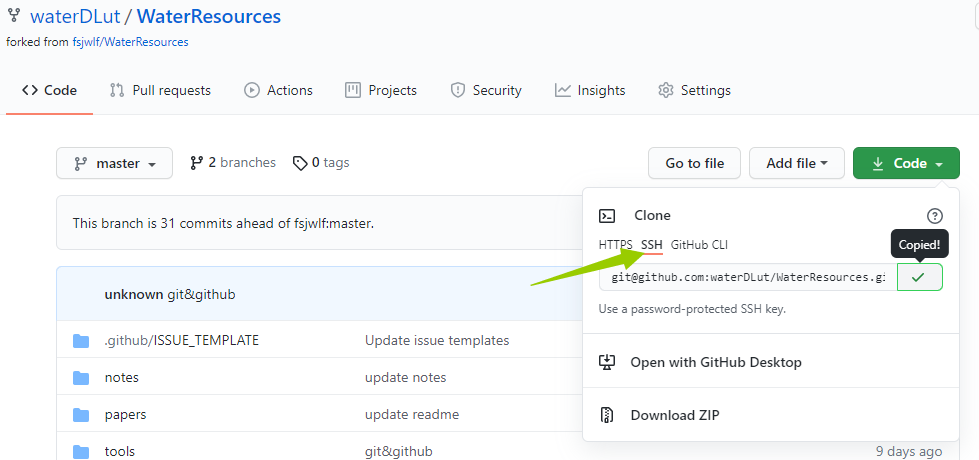 waterDLut / WaterResources
forked from fsjwlf/WaterResources
Code Pull requests Actions Projects Security Insights Settings
master 2 branches 0 tags Go to file Add file Code
This branch is 31 commits ahead of fsjwlf:master.
Clone
HTTPS SSH GitHub CLI
Copied!
git@github.com:waterDLut/WaterResources.gi
Use a password-protected SSH key.
Open with GitHub Desktop
Download ZIP
unknown git&github
.github/ISSUE_TEMPLATE Update issue templates
notes update notes
papers update readme
tools git&github 9 days ago